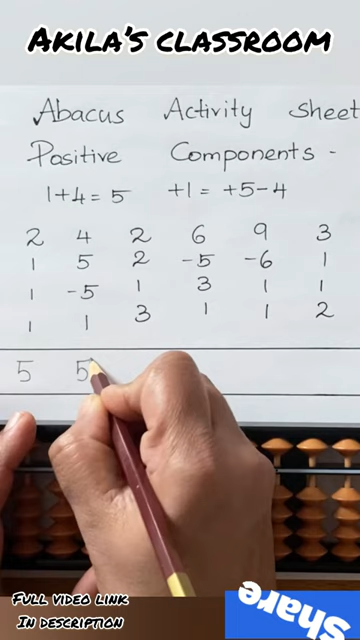 AKILA'S CLASSROOM
Abacus Activity Sheet
Positive Components -
1+4=5 +1=+5-4
2 4 2 6 9 3
1 5 2 -5 -6 1
1 -5 1 3 1 1
1 1 3 1 1 2
5 5
FULL VIDEO LINK
IN DESCRIPTION
Share